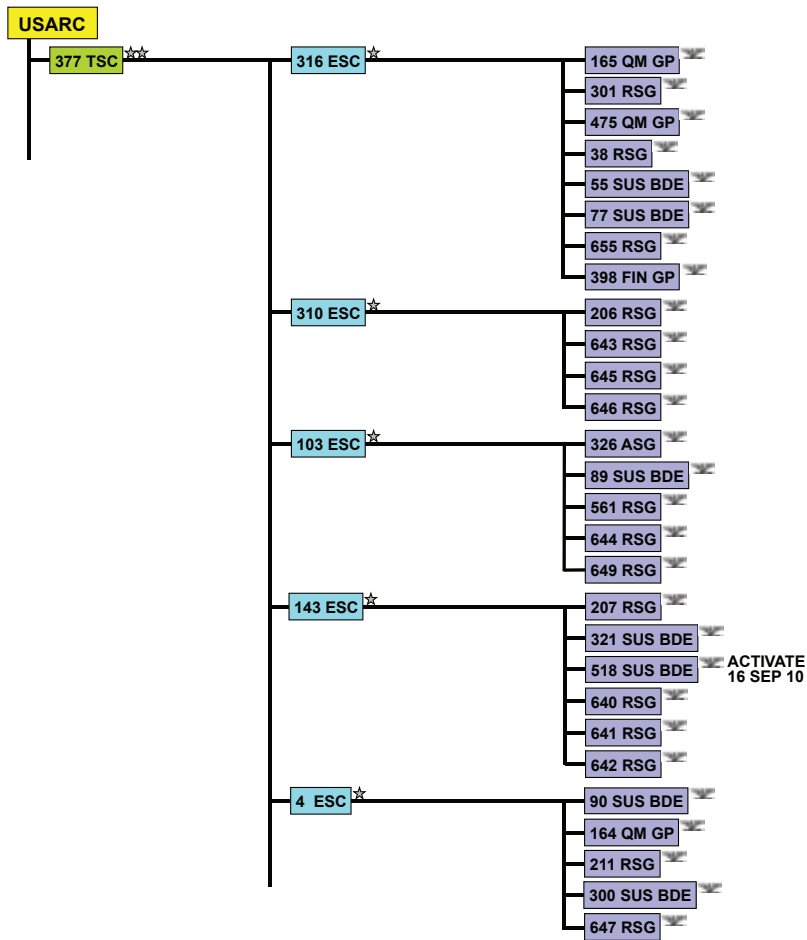 USARC
377 TSC
316 ESC
165 QM GP
301 RSG
475 QM GP
38 RSG
55 SUS BDE
77 SUS BDE
655 RSG
398 FIN GP
310 ESC
206 RSG
643 RSG
645 RSG
646 RSG
103 ESC
326 ASG
89 SUS BDE
561 RSG
644 RSG
649 RSG
143 ESC
207 RSG
321 SUS BDE
518 SUS BDE
ACTIVATE
16 SEP 10
640 RSG
641 RSG
642 RSG
4 ESC
90 SUS BDE
164 QM GP
211 RSG
300 SUS BDE
647 RSG